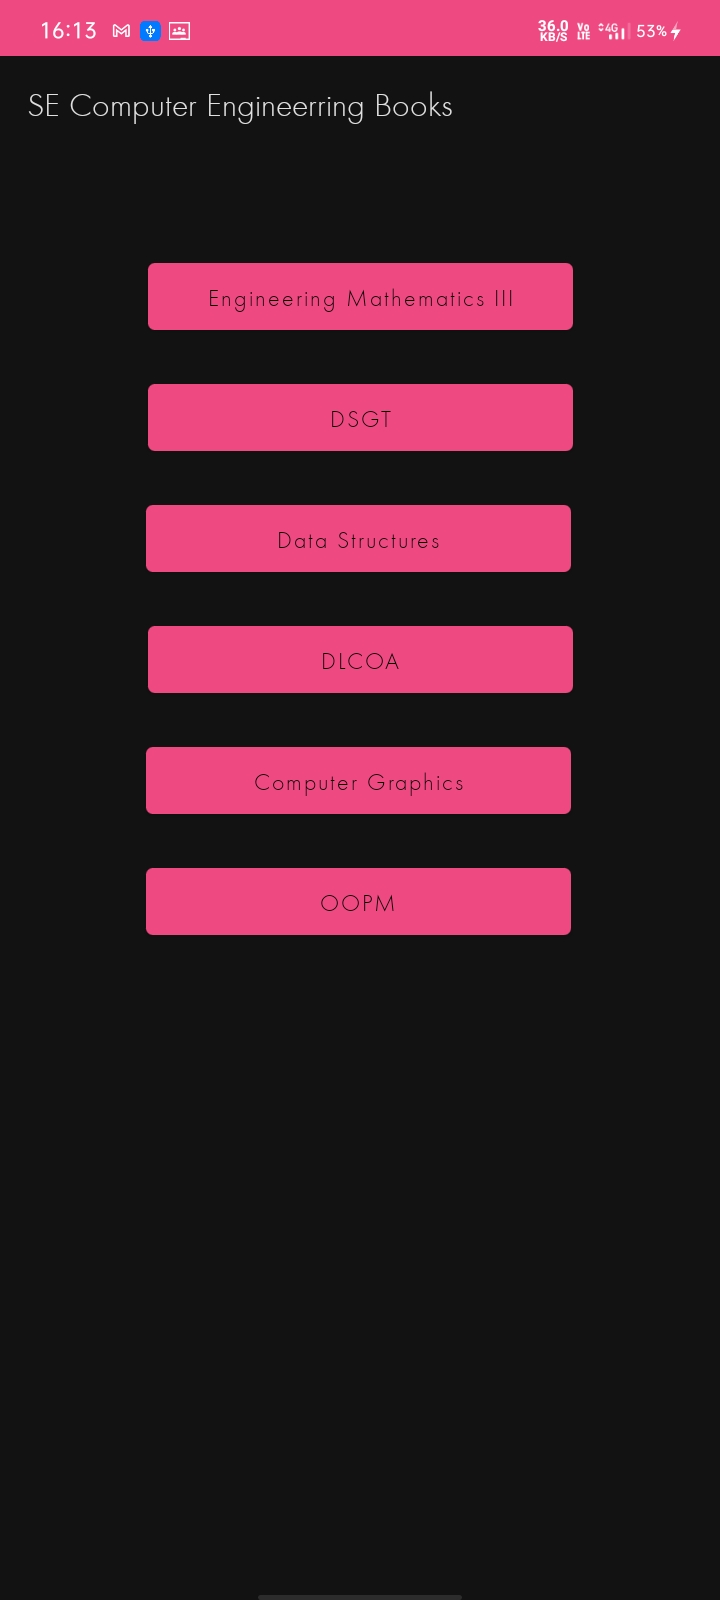 16:13
36.0 KB/S Vo LTE 4G 53%
SE Computer Engineerring Books
Engineering Mathematics III
DSGT
Data Structures
DLCOA
Computer Graphics
OOPM